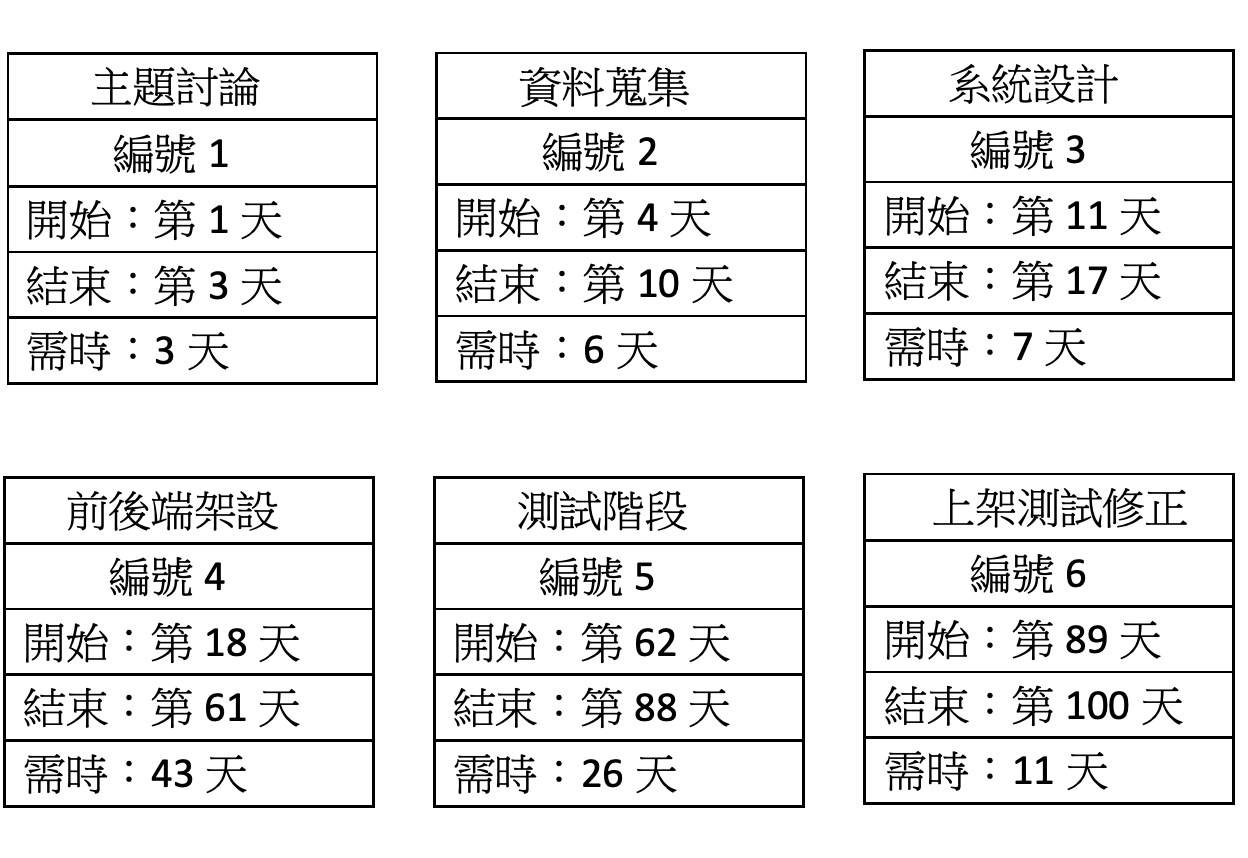 主題討論
編號 1
開始：第 1 天
結束：第 3 天
需時：3 天
資料蒐集
編號 2
開始：第 4 天
結束：第 10 天
需時：6 天
系統設計
編號 3
開始：第 11 天
結束：第 17 天
需時：7 天
前後端架設
編號 4
開始：第 18 天
結束：第 61 天
需時：43 天
測試階段
編號 5
開始：第 62 天
結束：第 88 天
需時：26 天
上架測試修正
編號 6
開始：第 89 天
結束：第 100 天
需時：11 天